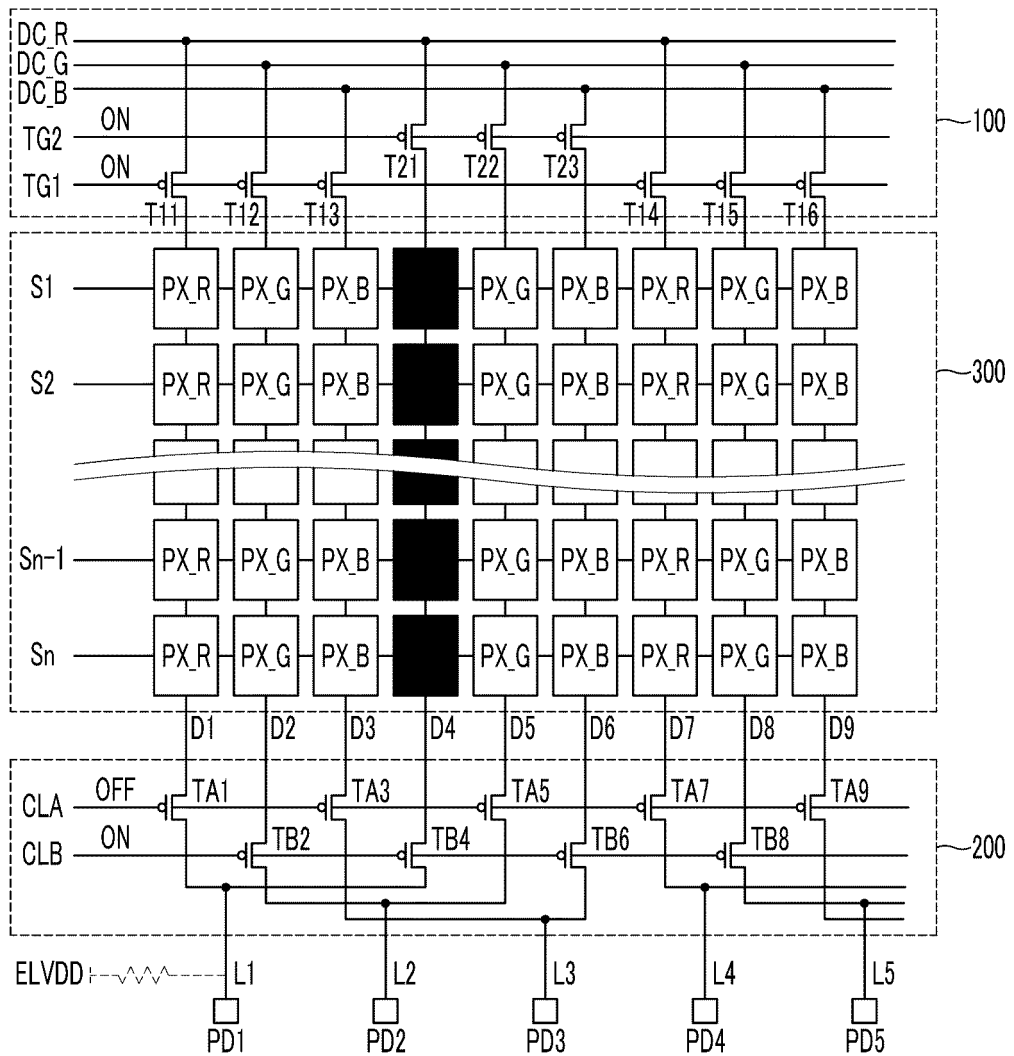 DC_R
DC_G
DC_B
ON
TG2
T21 T22 T23
100
ON
TG1
T11 T12 T13 T14 T15 T16
S1 PX_R PX_G PX_B PX_G PX_B PX_R PX_G PX_B
S2 PX_R PX_G PX_B PX_G PX_B PX_R PX_G PX_B
300
Sn-1 PX_R PX_G PX_B PX_G PX_B PX_R PX_G PX_B
Sn PX_R PX_G PX_B PX_G PX_B PX_R PX_G PX_B
D1 D2 D3 D4 D5 D6 D7 D8 D9
OFF
CLA TA1 TA3 TA5 TA7 TA9
ON
CLB TB2 TB4 TB6 TB8
200
ELVDD L1 L2 L3 L4 L5
PD1 PD2 PD3 PD4 PD5